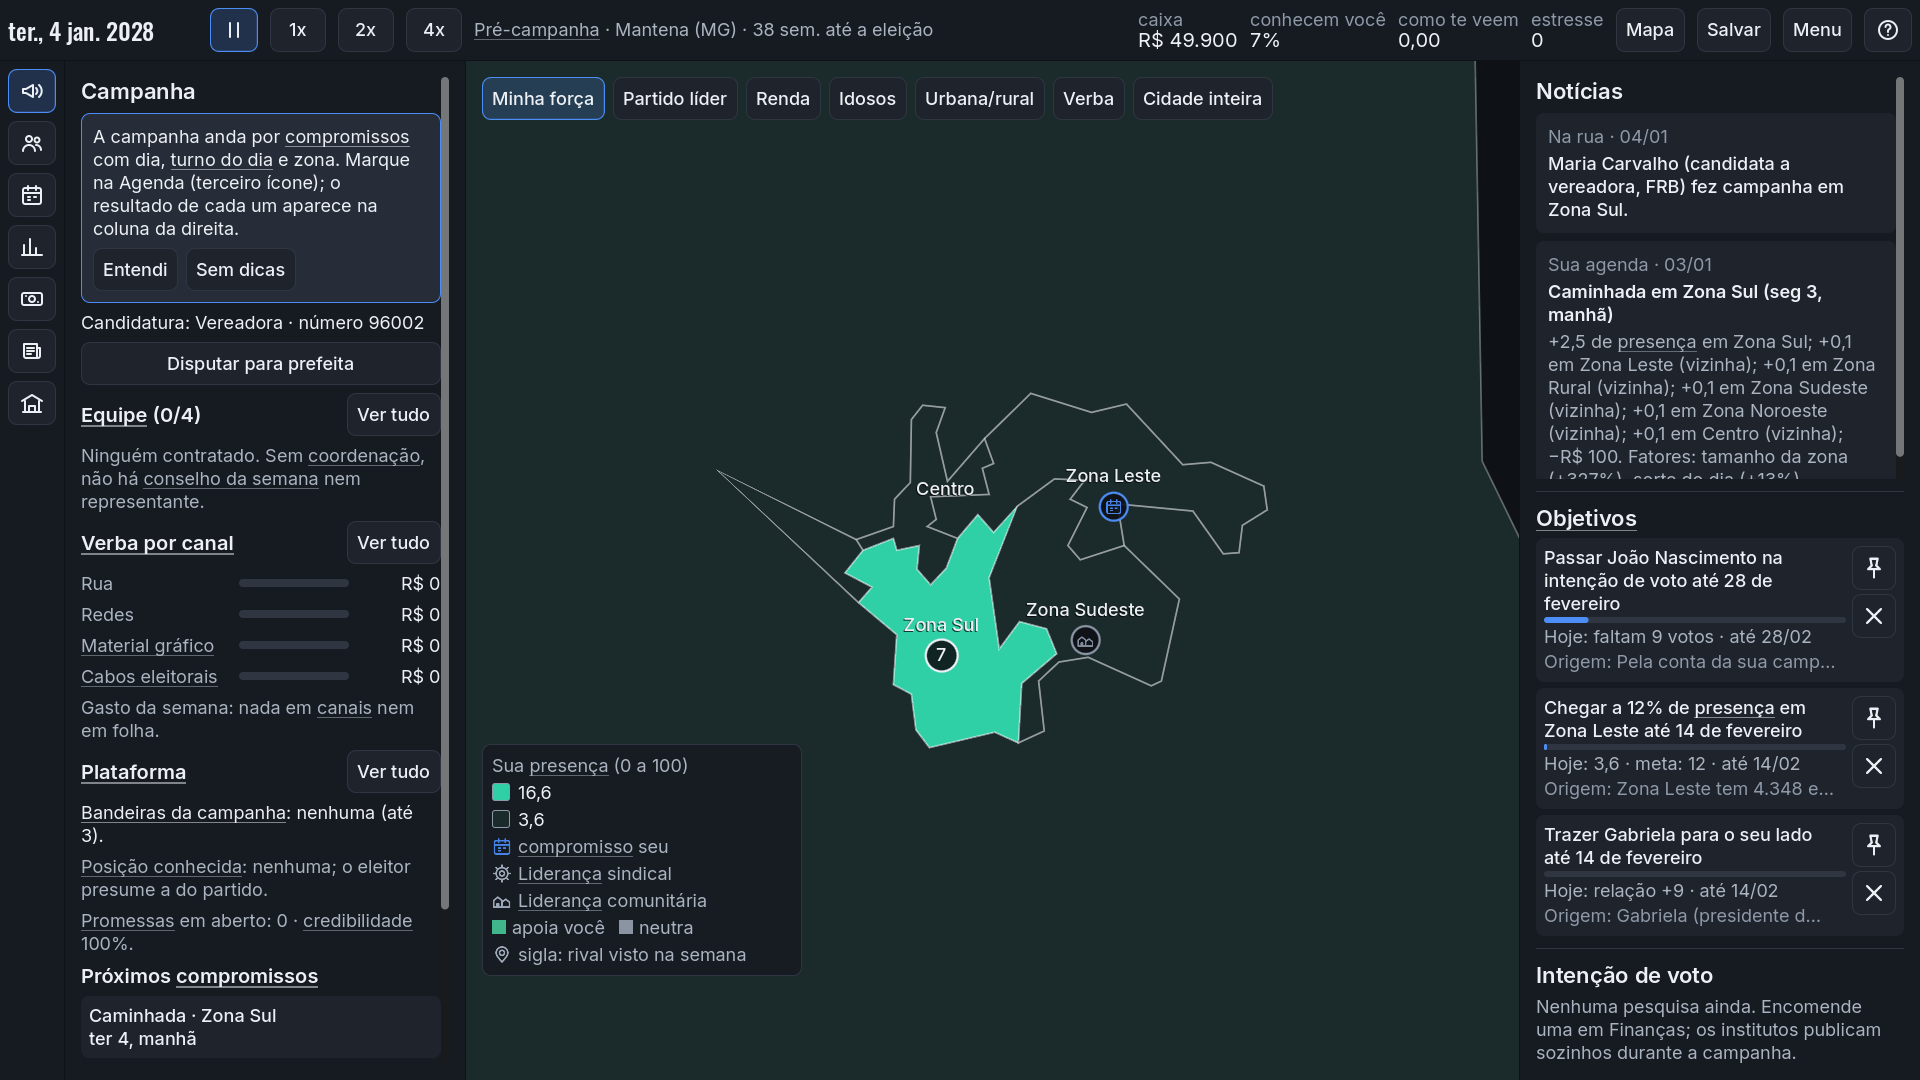 ter., 4 jan. 2028
1x
2x
4x
Pré-campanha · Mantena (MG) · 38 sem. até a eleição
caixa
R$ 49.900
conhecem você
7%
como te veem
0,00
estresse
0
Mapa
Salvar
Menu
Campanha
A campanha anda por compromissos
com dia, turno do dia e zona. Marque
na Agenda (terceiro ícone); o
resultado de cada um aparece na
coluna da direita.
Entendi
Sem dicas
Candidatura: Vereadora · número 96002
Disputar para prefeita
Equipe (0/4)
Ver tudo
Ninguém contratado. Sem coordenação,
não há conselho da semana nem
representante.
Verba por canal
Ver tudo
Rua R$ 0
Redes R$ 0
Material gráfico R$ 0
Cabos eleitorais R$ 0
Gasto da semana: nada em canais nem
em folha.
Plataforma
Ver tudo
Bandeiras da campanha: nenhuma (até
3).
Posição conhecida: nenhuma; o eleitor
presume a do partido.
Promessas em aberto: 0 · credibilidade
100%.
Próximos compromissos
Caminhada · Zona Sul
ter 4, manhã
Minha força
Partido líder
Renda
Idosos
Urbana/rural
Verba
Cidade inteira
Zona Leste
Centro
Zona Sudeste
Zona Sul
7
Sua presença (0 a 100)
16,6
3,6
compromisso seu
Liderança sindical
Liderança comunitária
apoia você
neutra
sigla: rival visto na semana
Notícias
Na rua · 04/01
Maria Carvalho (candidata a
vereadora, FRB) fez campanha em
Zona Sul.
Sua agenda · 03/01
Caminhada em Zona Sul (seg 3,
manhã)
+2,5 de presença em Zona Sul; +0,1
em Zona Leste (vizinha); +0,1 em Zona
Rural (vizinha); +0,1 em Zona Sudeste
(vizinha); +0,1 em Zona Noroeste
(vizinha); +0,1 em Centro (vizinha);
−R$ 100. Fatores: tamanho da zona
(+327%), sorte do dia (+13%)
Objetivos
Passar João Nascimento na
intenção de voto até 28 de
fevereiro
Hoje: faltam 9 votos · até 28/02
Origem: Pela conta da sua camp...
Chegar a 12% de presença em
Zona Leste até 14 de fevereiro
Hoje: 3,6 · meta: 12 · até 14/02
Origem: Zona Leste tem 4.348 e...
Trazer Gabriela para o seu lado
até 14 de fevereiro
Hoje: relação +9 · até 14/02
Origem: Gabriela (presidente d...
Intenção de voto
Nenhuma pesquisa ainda. Encomende
uma em Finanças; os institutos publicam
sozinhos durante a campanha.